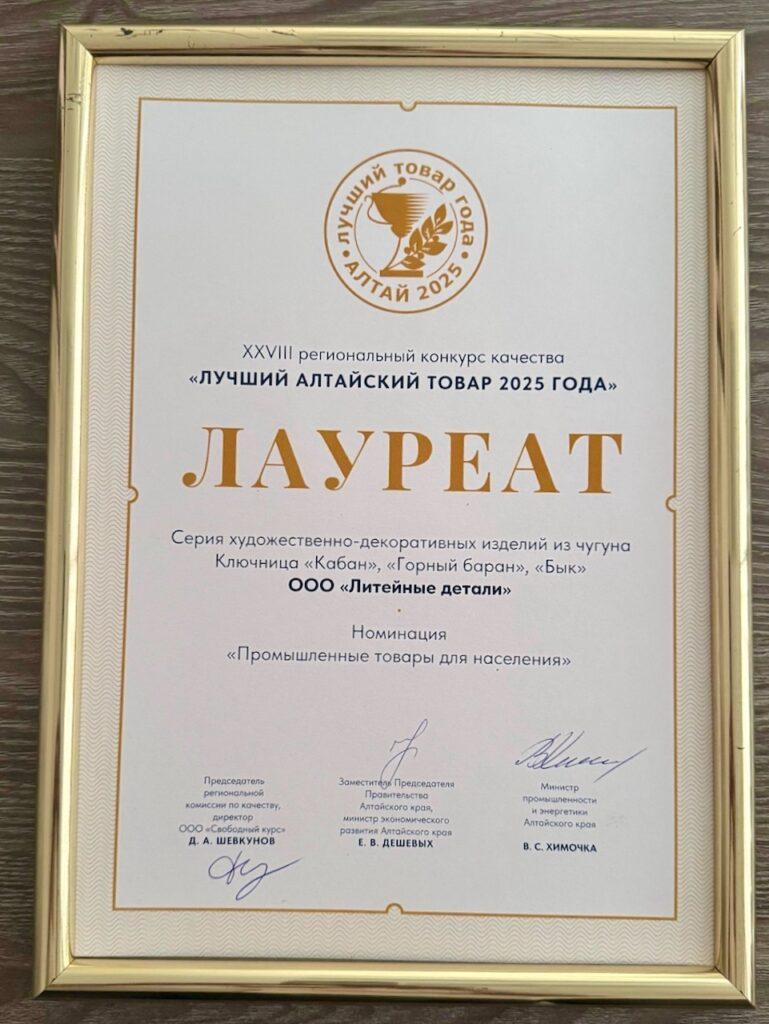 лучший товар года
• АЛТАЙ 2025 •
XXVIII региональный конкурс качества
«ЛУЧШИЙ АЛТАЙСКИЙ ТОВАР 2025 ГОДА»
ЛАУРЕАТ
Серия художественно-декоративных изделий из чугуна
Ключница «Кабан», «Горный баран», «Бык»
ООО «Литейные детали»
Номинация
«Промышленные товары для населения»
Председатель
региональной
комиссии по качеству,
директор
ООО «Свободный курс»
Д. А. ШЕВКУНОВ
Заместитель Председателя
Правительства
Алтайского края,
министр экономического
развития Алтайского края
Е. В. ДЕШЕВЫХ
Министр
промышленности
и энергетики
Алтайского края
В. С. ХИМОЧКА